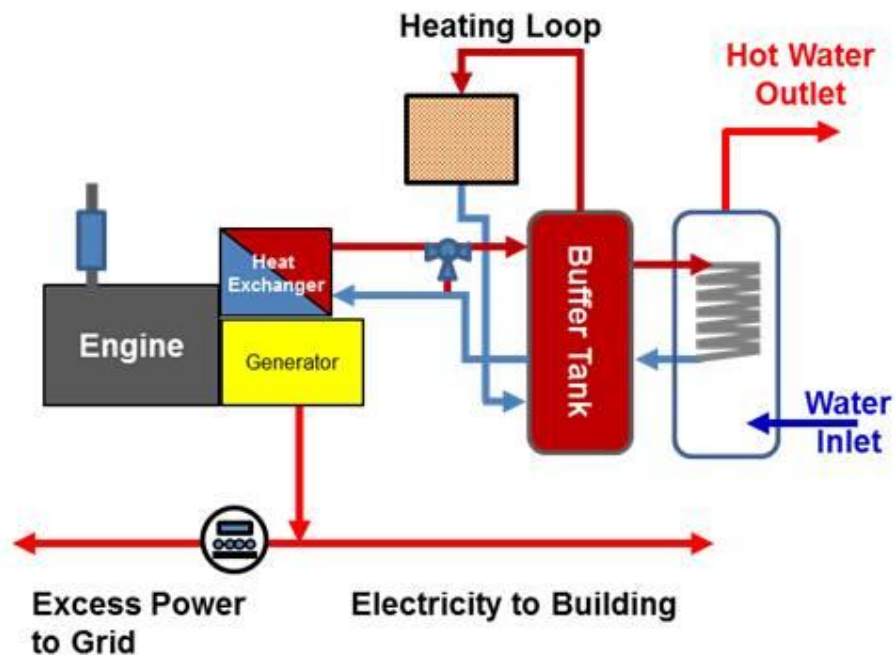 Heating Loop
Hot Water
Outlet
Heat
Exchanger
Engine
Generator
Buffer Tank
Water
Inlet
Excess Power
to Grid
Electricity to Building